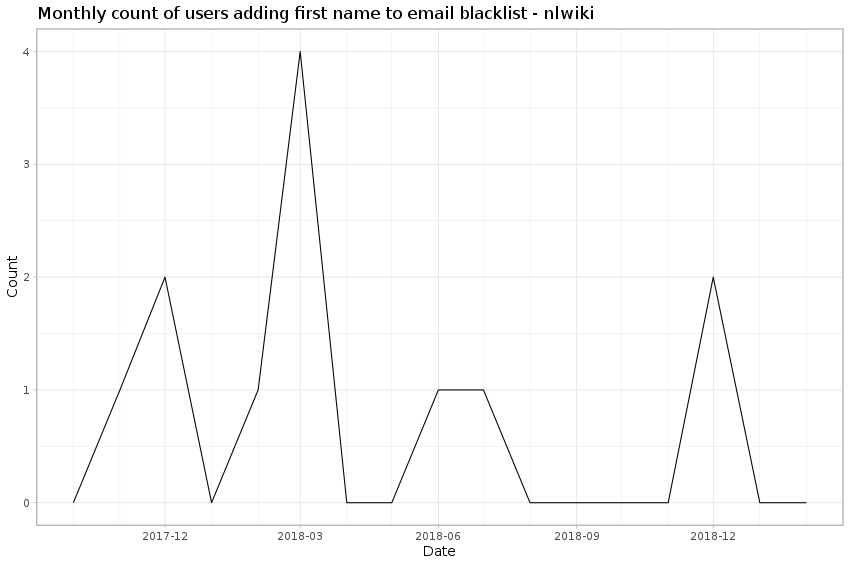 Monthly count of users adding first name to email blacklist - nlwiki
4
3
2
1
0
Count
2017-12 2018-03 2018-06 2018-09 2018-12
Date